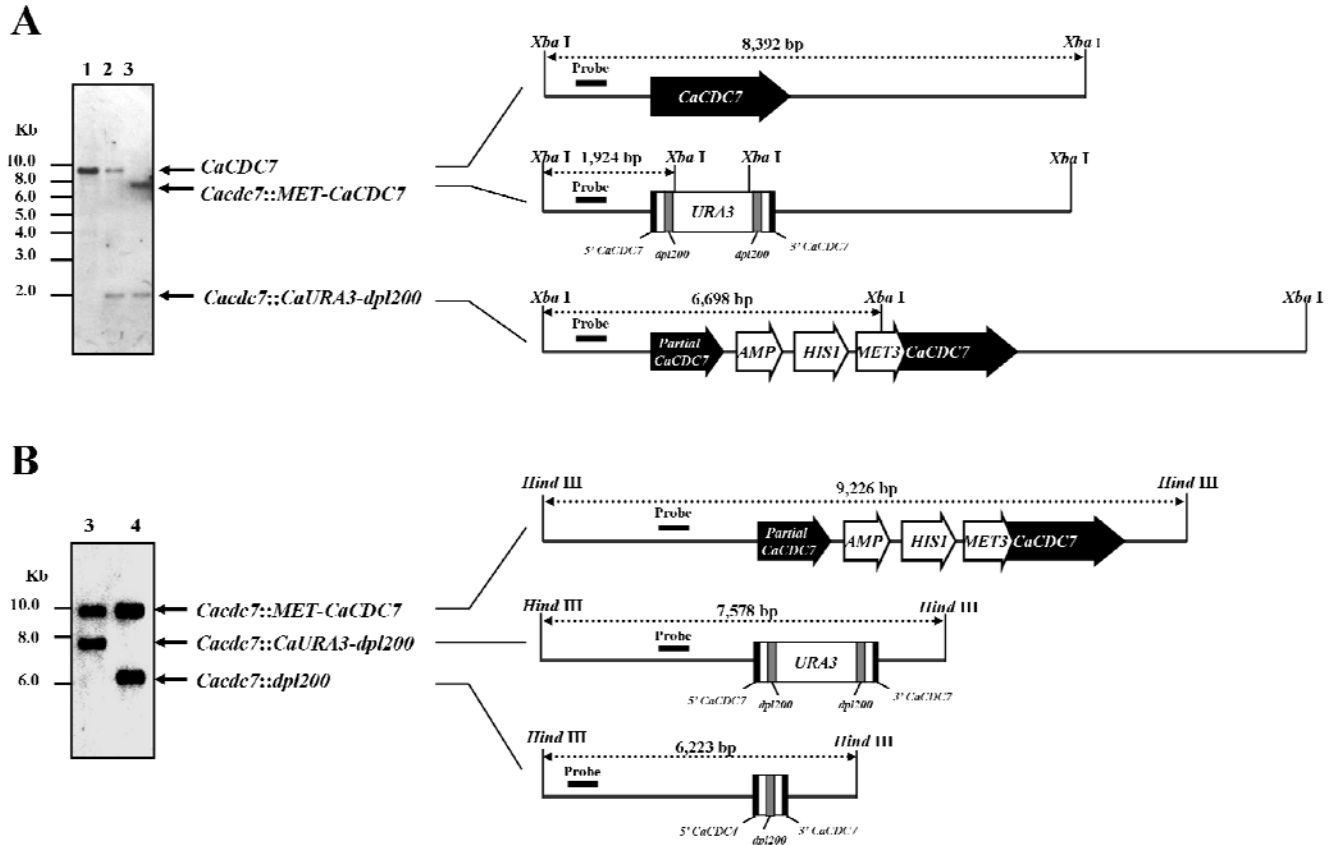 A
1 2 3
Kb
10.0
8.0
6.0
5.0
4.0
3.0
2.0
CaCDC7
Cacdc7::MET-CaCDC7
Cacdc7::CaURA3-dpl200
Xba I
8,392 bp
Xba I
Probe
CaCDC7
Xba I
1,924 bp
Xba I
Xba I
Xba I
Probe
URA3
5' CaCDC7
dpl200
dpl200
3' CaCDC7
Xba I
6,698 bp
Xba I
Xba I
Probe
Partial
CaCDC7
AMP
HIS1
MET3
CaCDC7
B
3 4
Kb
10.0
8.0
6.0
Cacdc7::MET-CaCDC7
Cacdc7::CaURA3-dpl200
Cacdc7::dpl200
Hind III
9,226 bp
Hind III
Probe
Partial
CaCDC7
AMP
HIS1
MET3
CaCDC7
Hind III
7,578 bp
Hind III
Probe
URA3
5' CaCDC7
dpl200
dpl200
3' CaCDC7
Hind III
6,223 bp
Hind III
Probe
5'
dpl200
3' CaCDC7